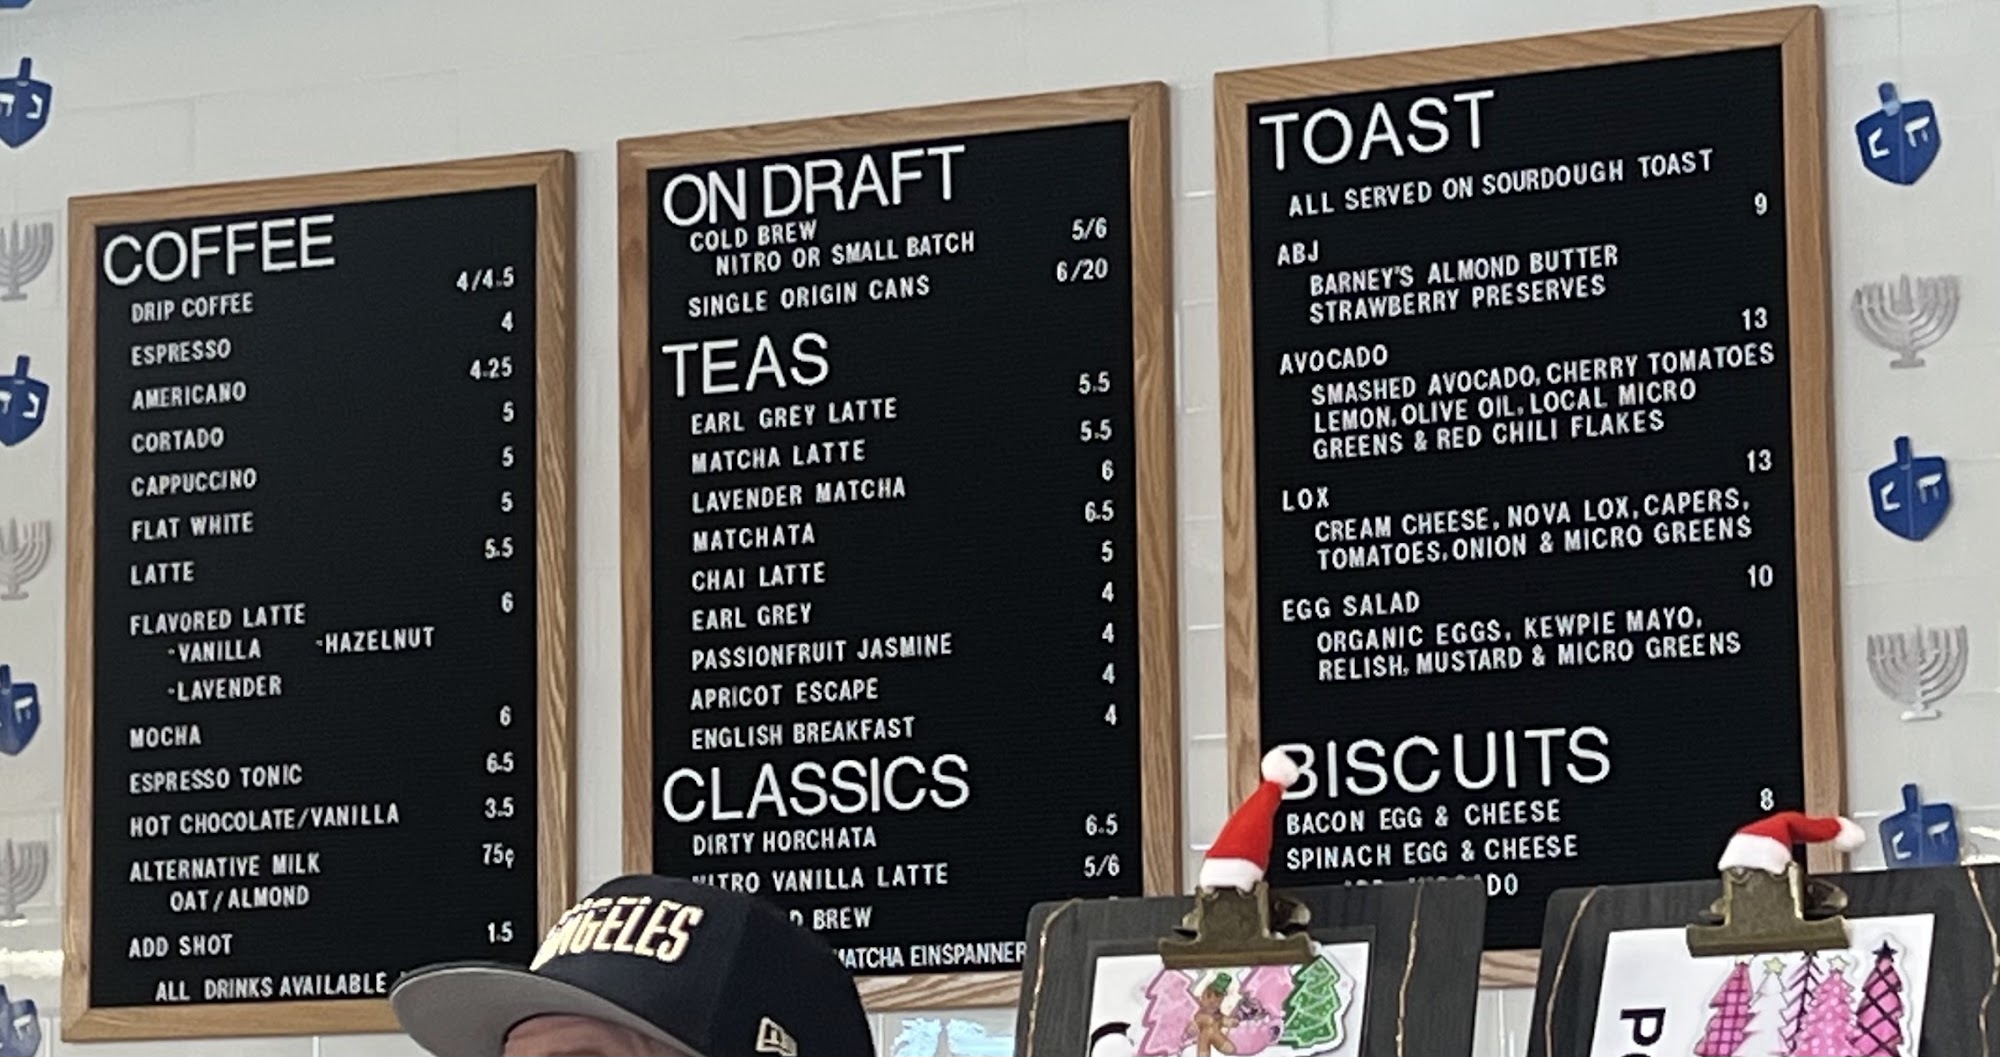 COFFEE
DRIP COFFEE 4/4.5
ESPRESSO 4
AMERICANO 4.25
CORTADO 5
CAPPUCCINO 5
FLAT WHITE 5
LATTE 5.5
FLAVORED LATTE 6
-VANILLA -HAZELNUT
-LAVENDER
MOCHA 6
ESPRESSO TONIC 6.5
HOT CHOCOLATE/VANILLA 3.5
ALTERNATIVE MILK 75¢
OAT/ALMOND
ADD SHOT 1.5
ALL DRINKS AVAILABLE
ON DRAFT
COLD BREW 5/6
NITRO OR SMALL BATCH
SINGLE ORIGIN CANS 6/20
TEAS
EARL GREY LATTE 5.5
MATCHA LATTE 5.5
LAVENDER MATCHA 6
MATCHATA 6.5
CHAI LATTE 5
EARL GREY 4
PASSIONFRUIT JASMINE 4
APRICOT ESCAPE 4
ENGLISH BREAKFAST 4
CLASSICS
DIRTY HORCHATA 6.5
NITRO VANILLA LATTE 5/6
BREW
MATCHA EINSPANNER
TOAST
ALL SERVED ON SOURDOUGH TOAST
ABJ 9
BARNEY'S ALMOND BUTTER
STRAWBERRY PRESERVES
AVOCADO 13
SMASHED AVOCADO, CHERRY TOMATOES
LEMON, OLIVE OIL, LOCAL MICRO
GREENS & RED CHILI FLAKES
LOX 13
CREAM CHEESE, NOVA LOX, CAPERS,
TOMATOES, ONION & MICRO GREENS
EGG SALAD 10
ORGANIC EGGS, KEWPIE MAYO,
RELISH, MUSTARD & MICRO GREENS
BISCUITS
BACON EGG & CHEESE 8
SPINACH EGG & CHEESE